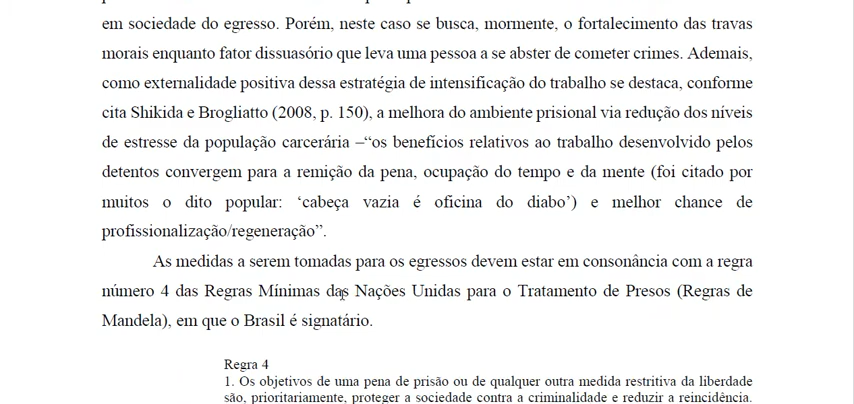 em sociedade do egresso. Porém, neste caso se busca, mormente, o fortalecimento das travas
morais enquanto fator dissuasório que leva uma pessoa a se abster de cometer crimes. Ademais,
como externalidade positiva dessa estratégia de intensificação do trabalho se destaca, conforme
cita Shikida e Brogliatto (2008, p. 150), a melhora do ambiente prisional via redução dos níveis
de estresse da população carcerária –“os benefícios relativos ao trabalho desenvolvido pelos
detentos convergem para a remição da pena, ocupação do tempo e da mente (foi citado por
muitos o dito popular: ‘cabeça vazia é oficina do diabo’) e melhor chance de
profissionalização/regeneração”.
As medidas a serem tomadas para os egressos devem estar em consonância com a regra
número 4 das Regras Mínimas das Nações Unidas para o Tratamento de Presos (Regras de
Mandela), em que o Brasil é signatário.
Regra 4
1. Os objetivos de uma pena de prisão ou de qualquer outra medida restritiva da liberdade
são, prioritariamente, proteger a sociedade contra a criminalidade e reduzir a reincidência.